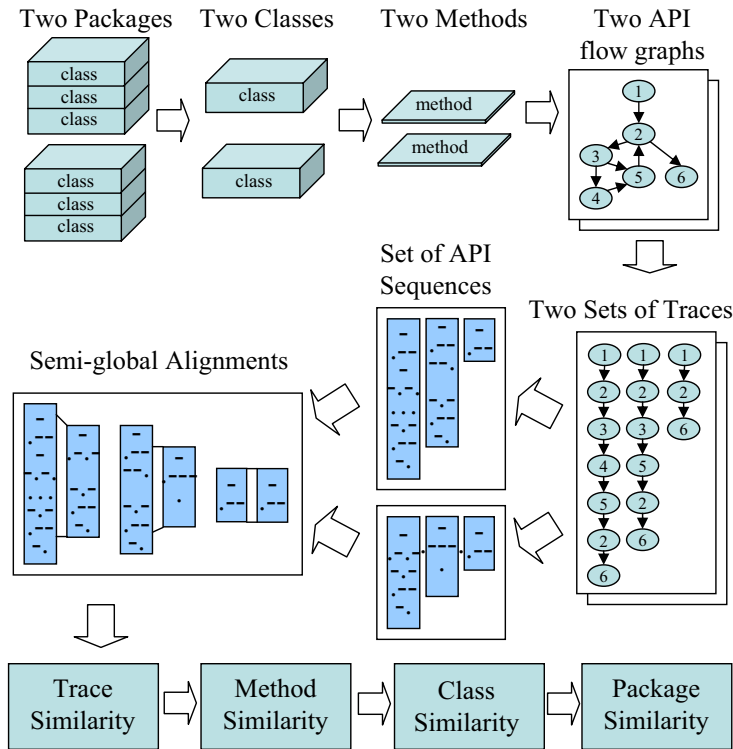 Two Packages
Two Classes
Two Methods
Two API
flow graphs
class
class
class
class
class
class
class
class
method
method
1
2
3
5
6
4
Set of API
Sequences
Two Sets of Traces
Semi-global Alignments
1 1 1
2 2 2
3 3 6
4 5
5 2
2 6
6
Trace
Similarity
Method
Similarity
Class
Similarity
Package
Similarity